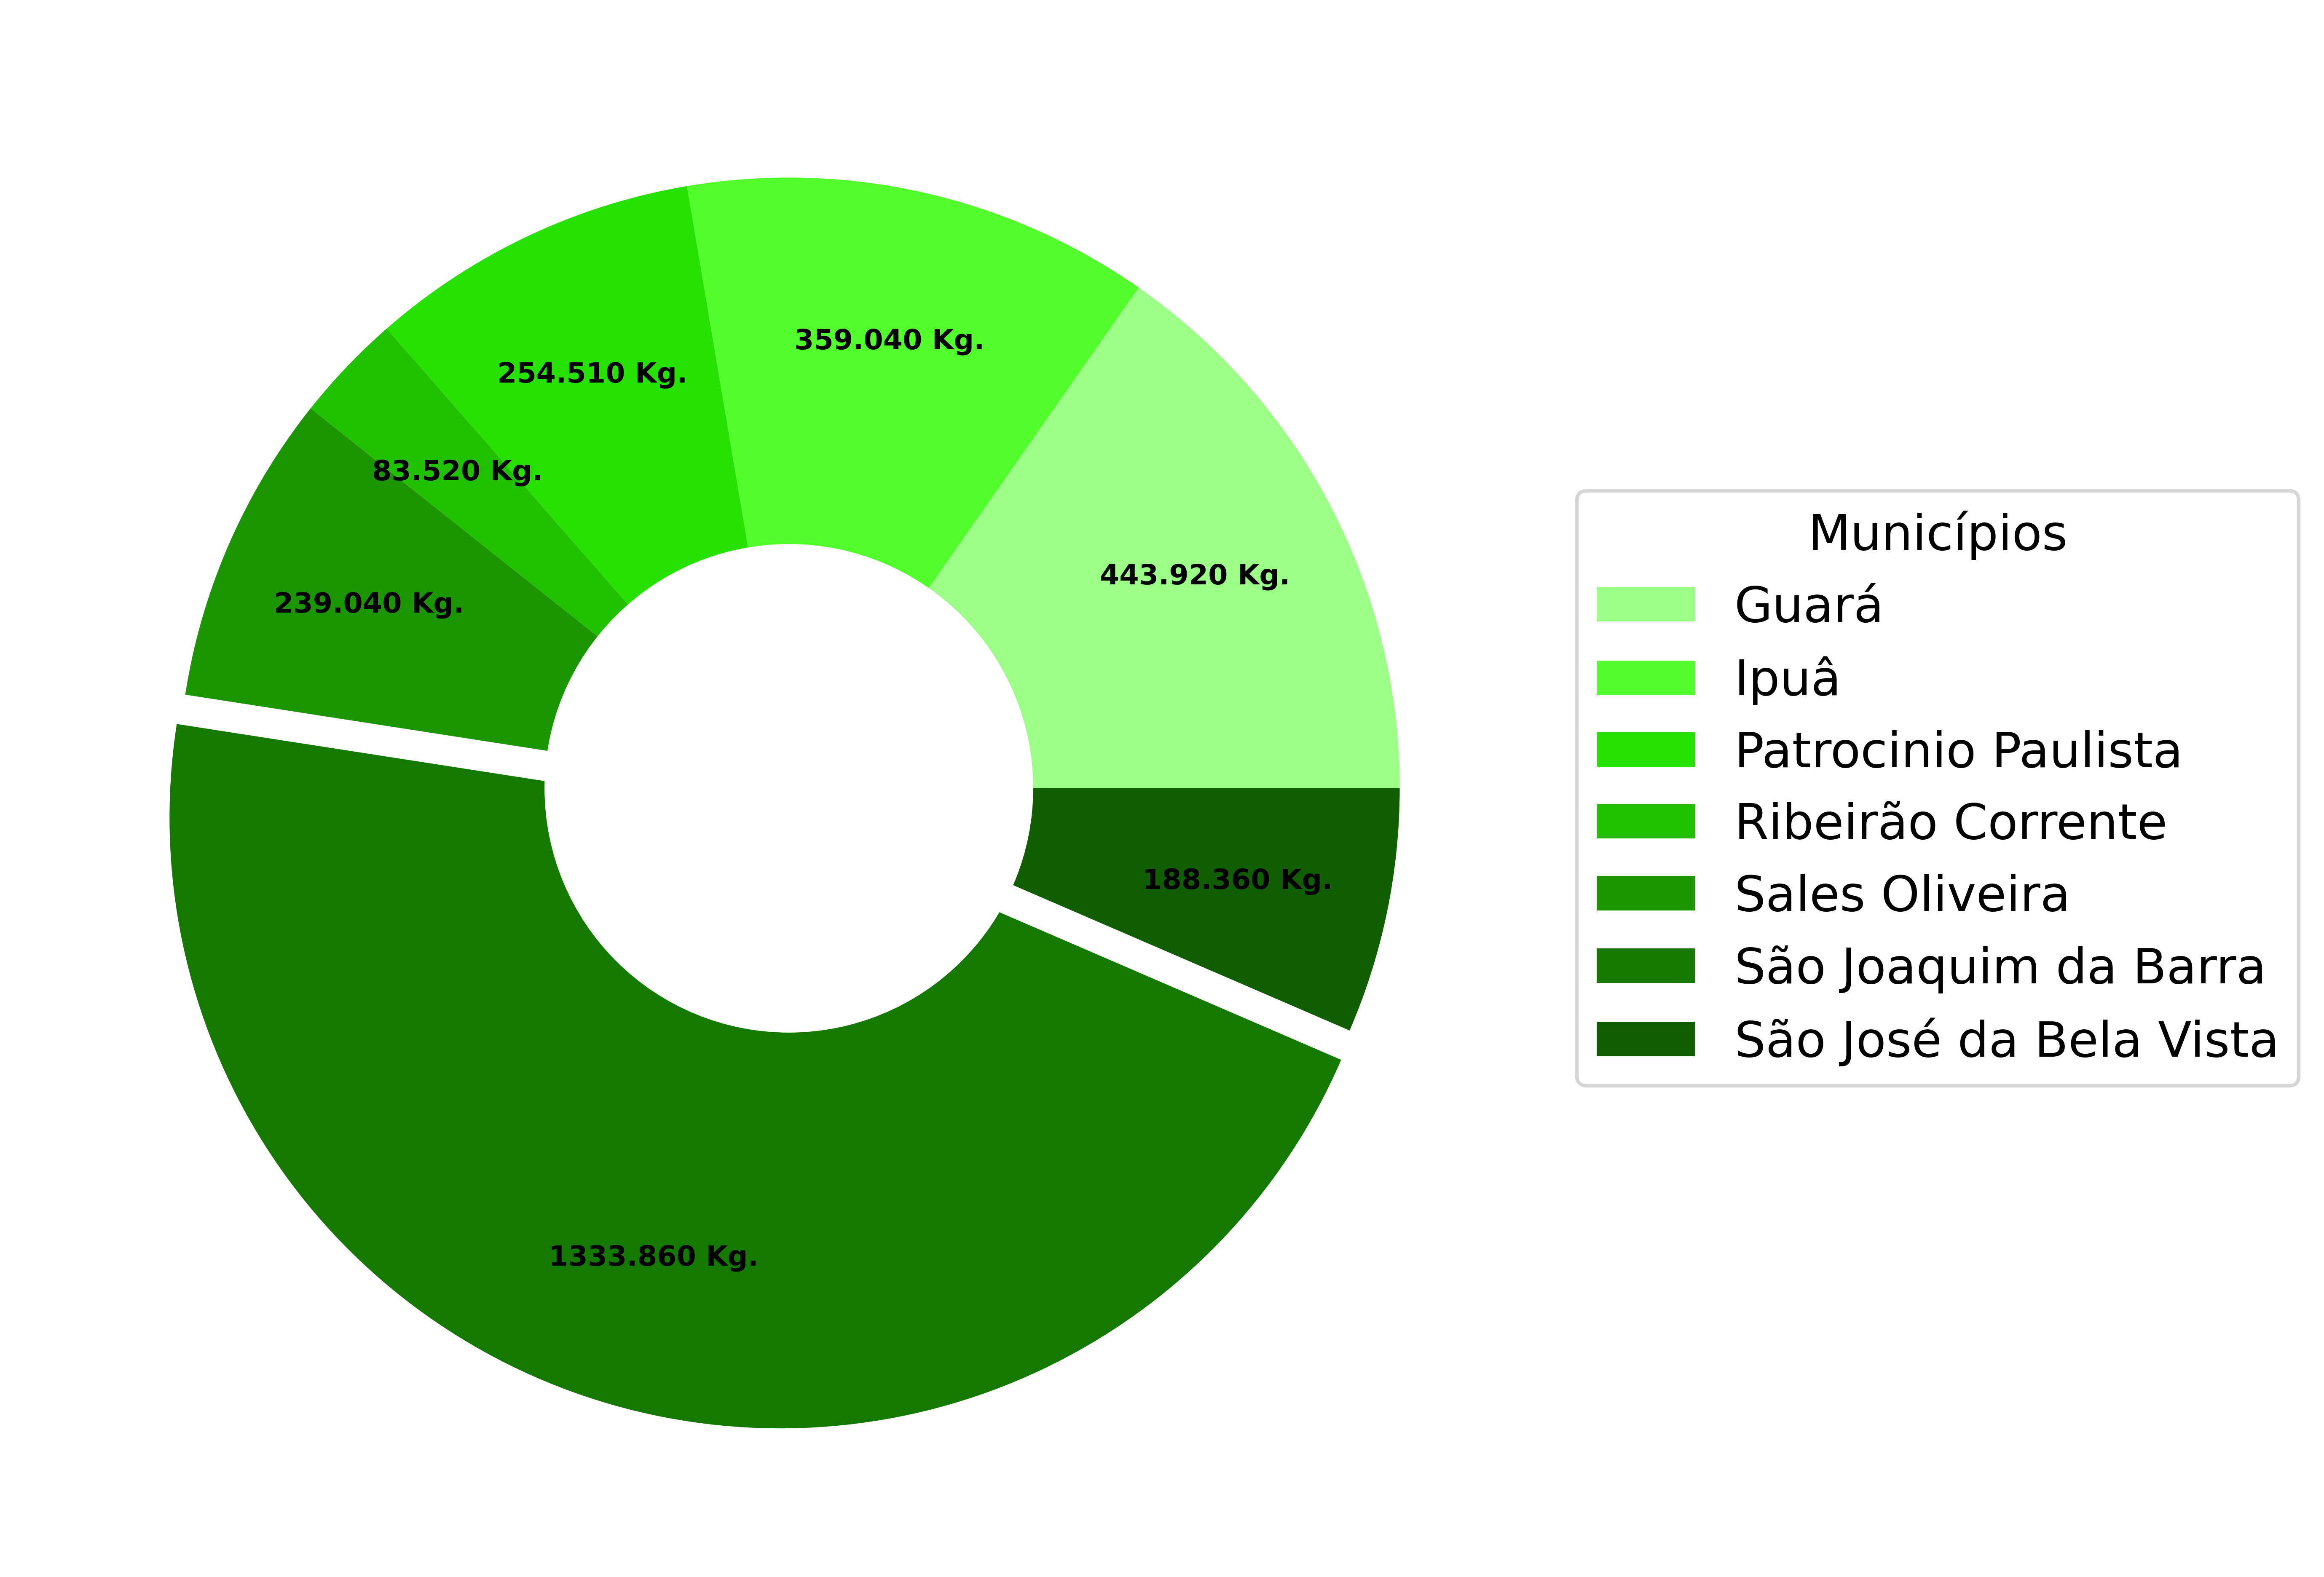 359.040 Kg.
254.510 Kg.
83.520 Kg.
443.920 Kg.
239.040 Kg.
188.360 Kg.
1333.860 Kg.
Municípios
Guará
Ipuâ
Patrocinio Paulista
Ribeirão Corrente
Sales Oliveira
São Joaquim da Barra
São José da Bela Vista